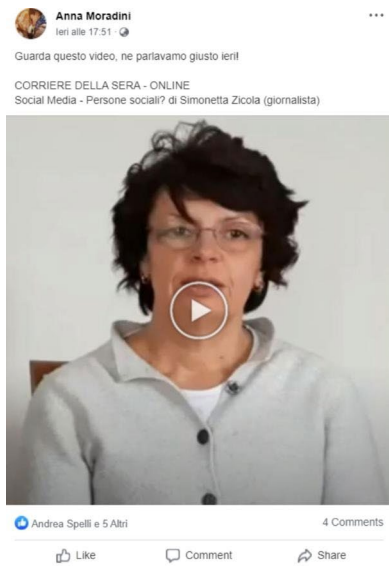 Anna Moradini
Ieri alle 17:51 ·
Guarda questo video, ne parlavamo giusto ieri!
CORRIERE DELLA SERA - ONLINE
Social Media - Persone sociali? di Simonetta Zicola (giornalista)
Andrea Spelli e 5 Altri
4 Comments
Like
Comment
Share